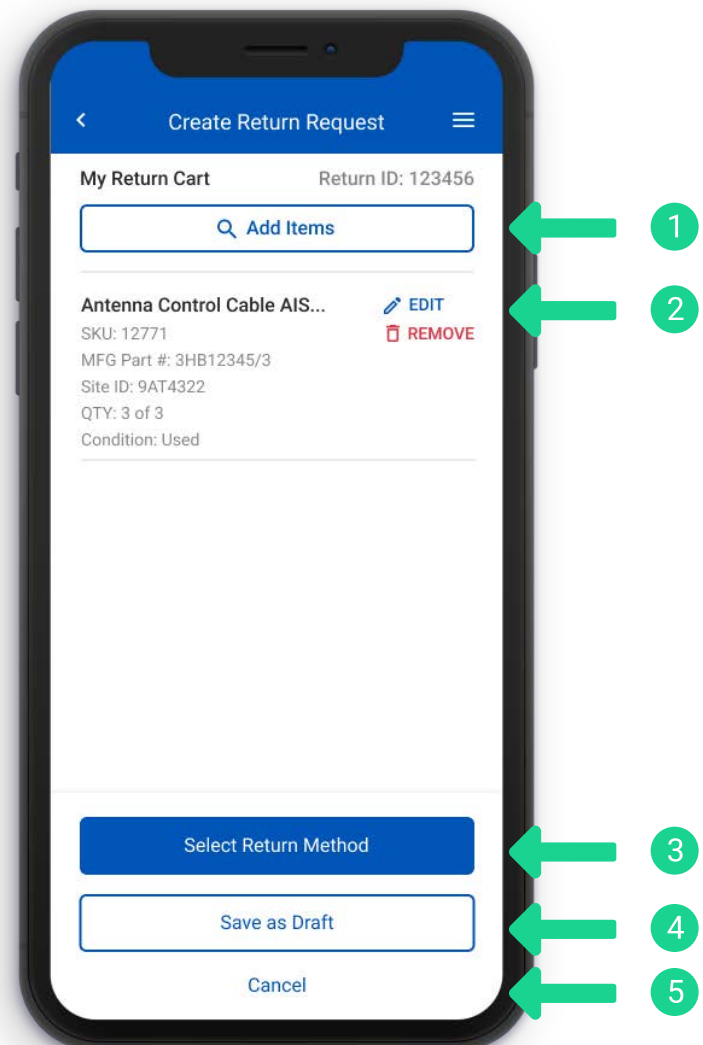 Create Return Request
My Return Cart Return ID: 123456
Add Items
1
Antenna Control Cable AIS... EDIT
2
SKU: 12771 REMOVE
MFG Part #: 3HB12345/3
Site ID: 9AT4322
QTY: 3 of 3
Condition: Used
Select Return Method
3
Save as Draft
4
Cancel
5